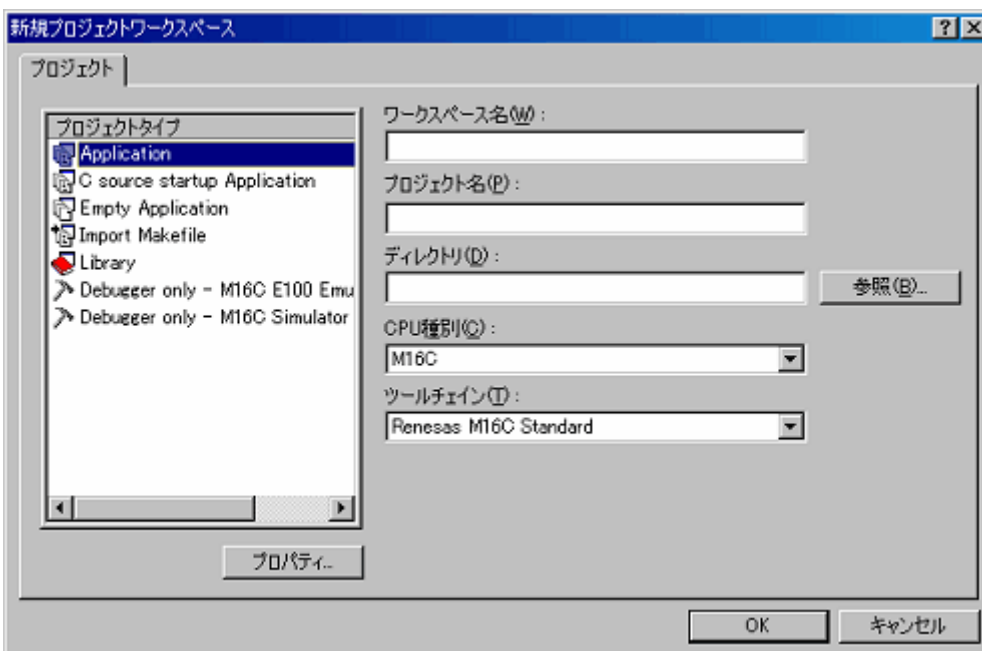 新規プロジェクトワークスペース
プロジェクト
プロジェクトタイプ
Application
C source startup Application
Empty Application
Import Makefile
Library
Debugger only - M16C E100 Emu
Debugger only - M16C Simulator
プロパティ...
ワークスペース名(W):
プロジェクト名(P):
ディレクトリ(D):
参照(B)...
CPU種別(C):
M16C
ツールチェイン(T):
Renesas M16C Standard
OK
キャンセル